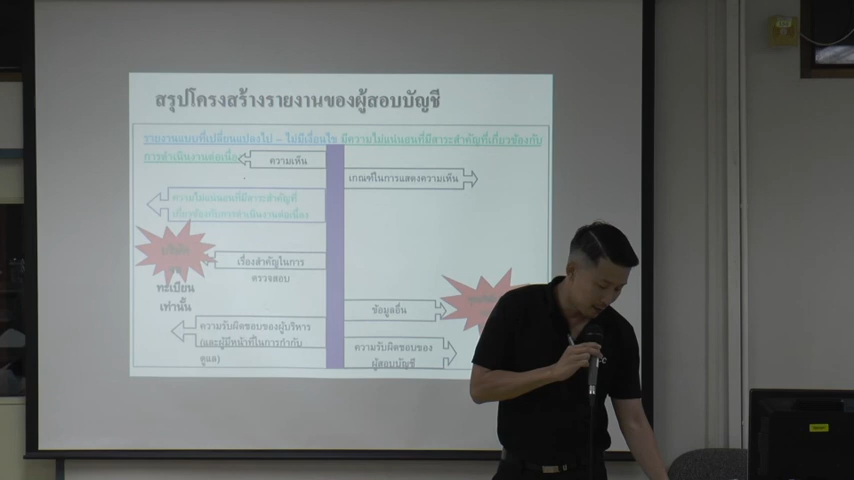 สรุปโครงสร้างรายงานของผู้สอบบัญชี
รายงานแบบที่เปลี่ยนแปลงไป – ไม่มีเงื่อนไข มีความไม่แน่นอนที่มีสาระสำคัญที่เกี่ยวข้องกับ
การดำเนินงานต่อเนื่อง
ความเห็น
เกณฑ์ในการแสดงความเห็น
ความไม่แน่นอนที่มีสาระสำคัญที่
เกี่ยวข้องกับการดำเนินงานต่อเนื่อง
เรื่องสำคัญในการ
ตรวจสอบ
ทะเบียน
เท่านั้น
ข้อมูลอื่น
ความรับผิดชอบของผู้บริหาร
(และผู้มีหน้าที่ในการกำกับ
ดูแล)
ความรับผิดชอบของ
ผู้สอบบัญชี